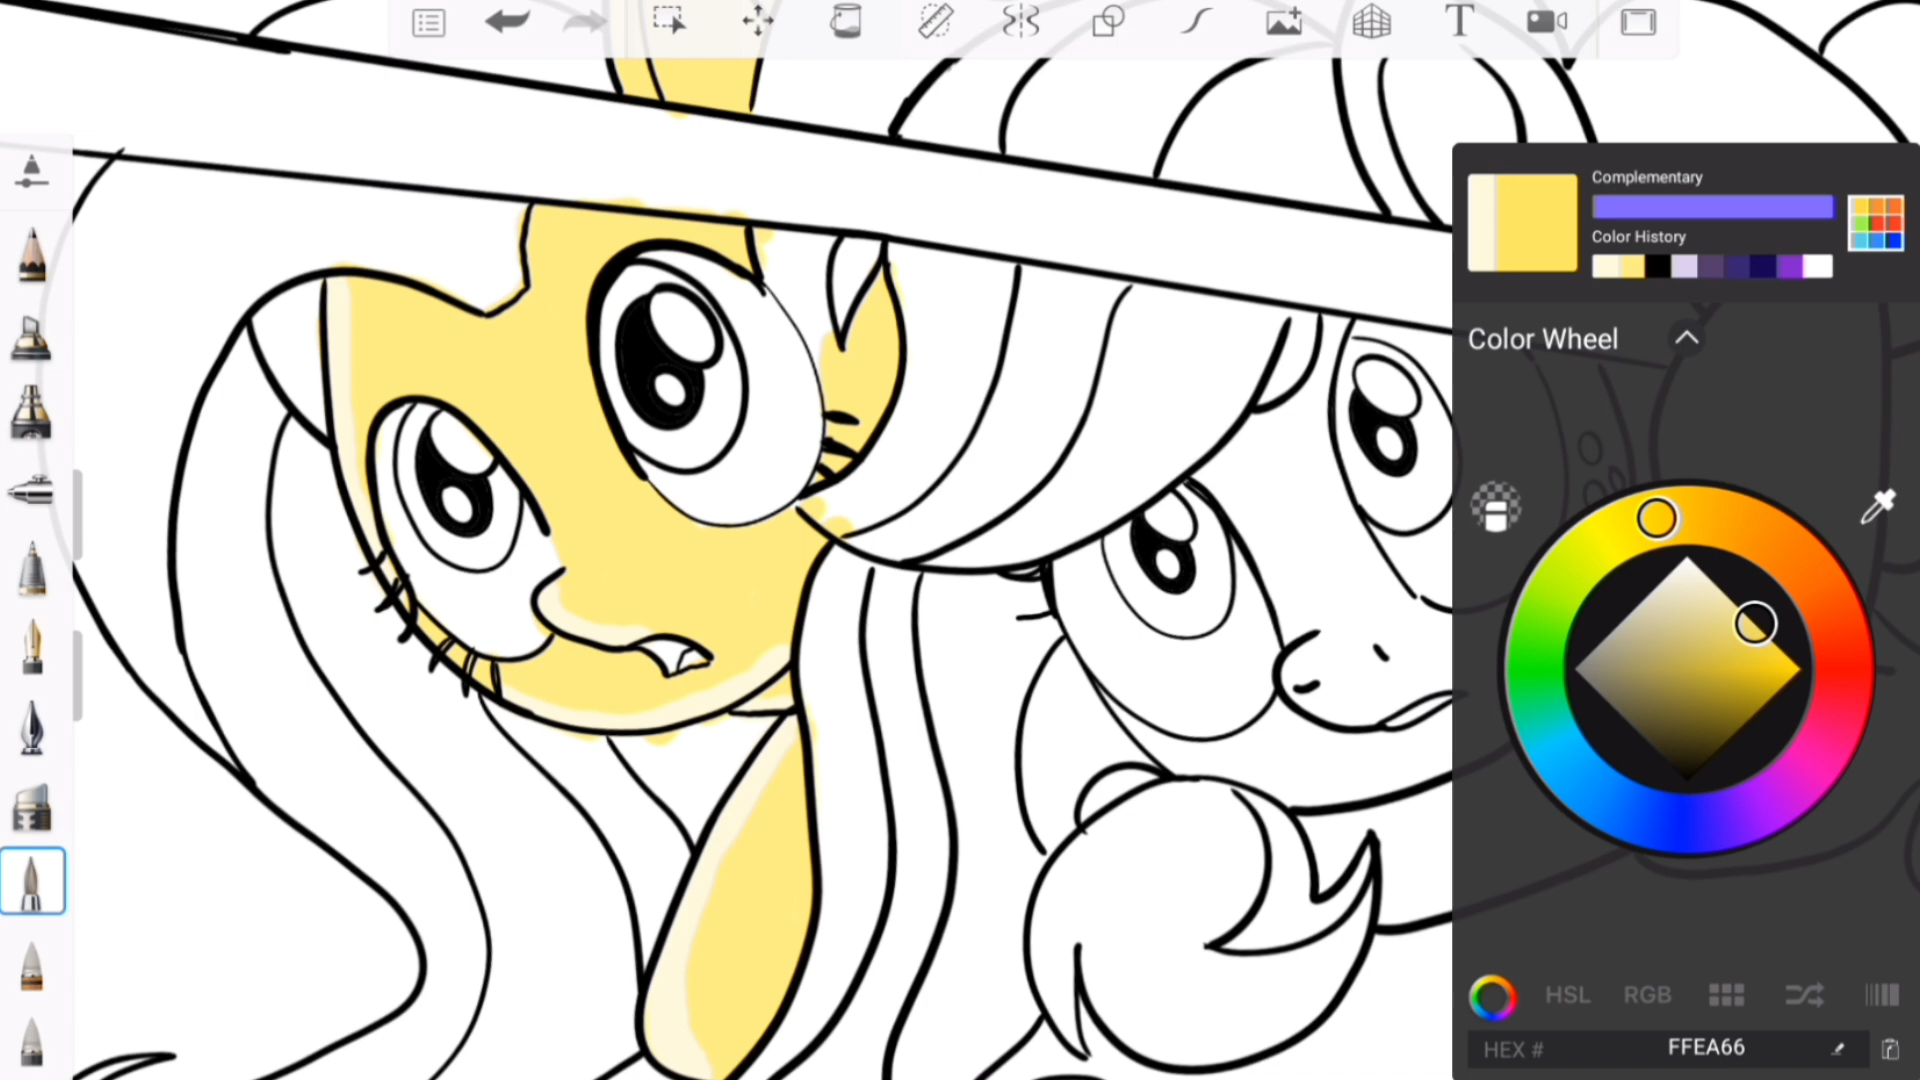 T
Complementary
Color History
Color Wheel
HSL
RGB
HEX #
FFEA66